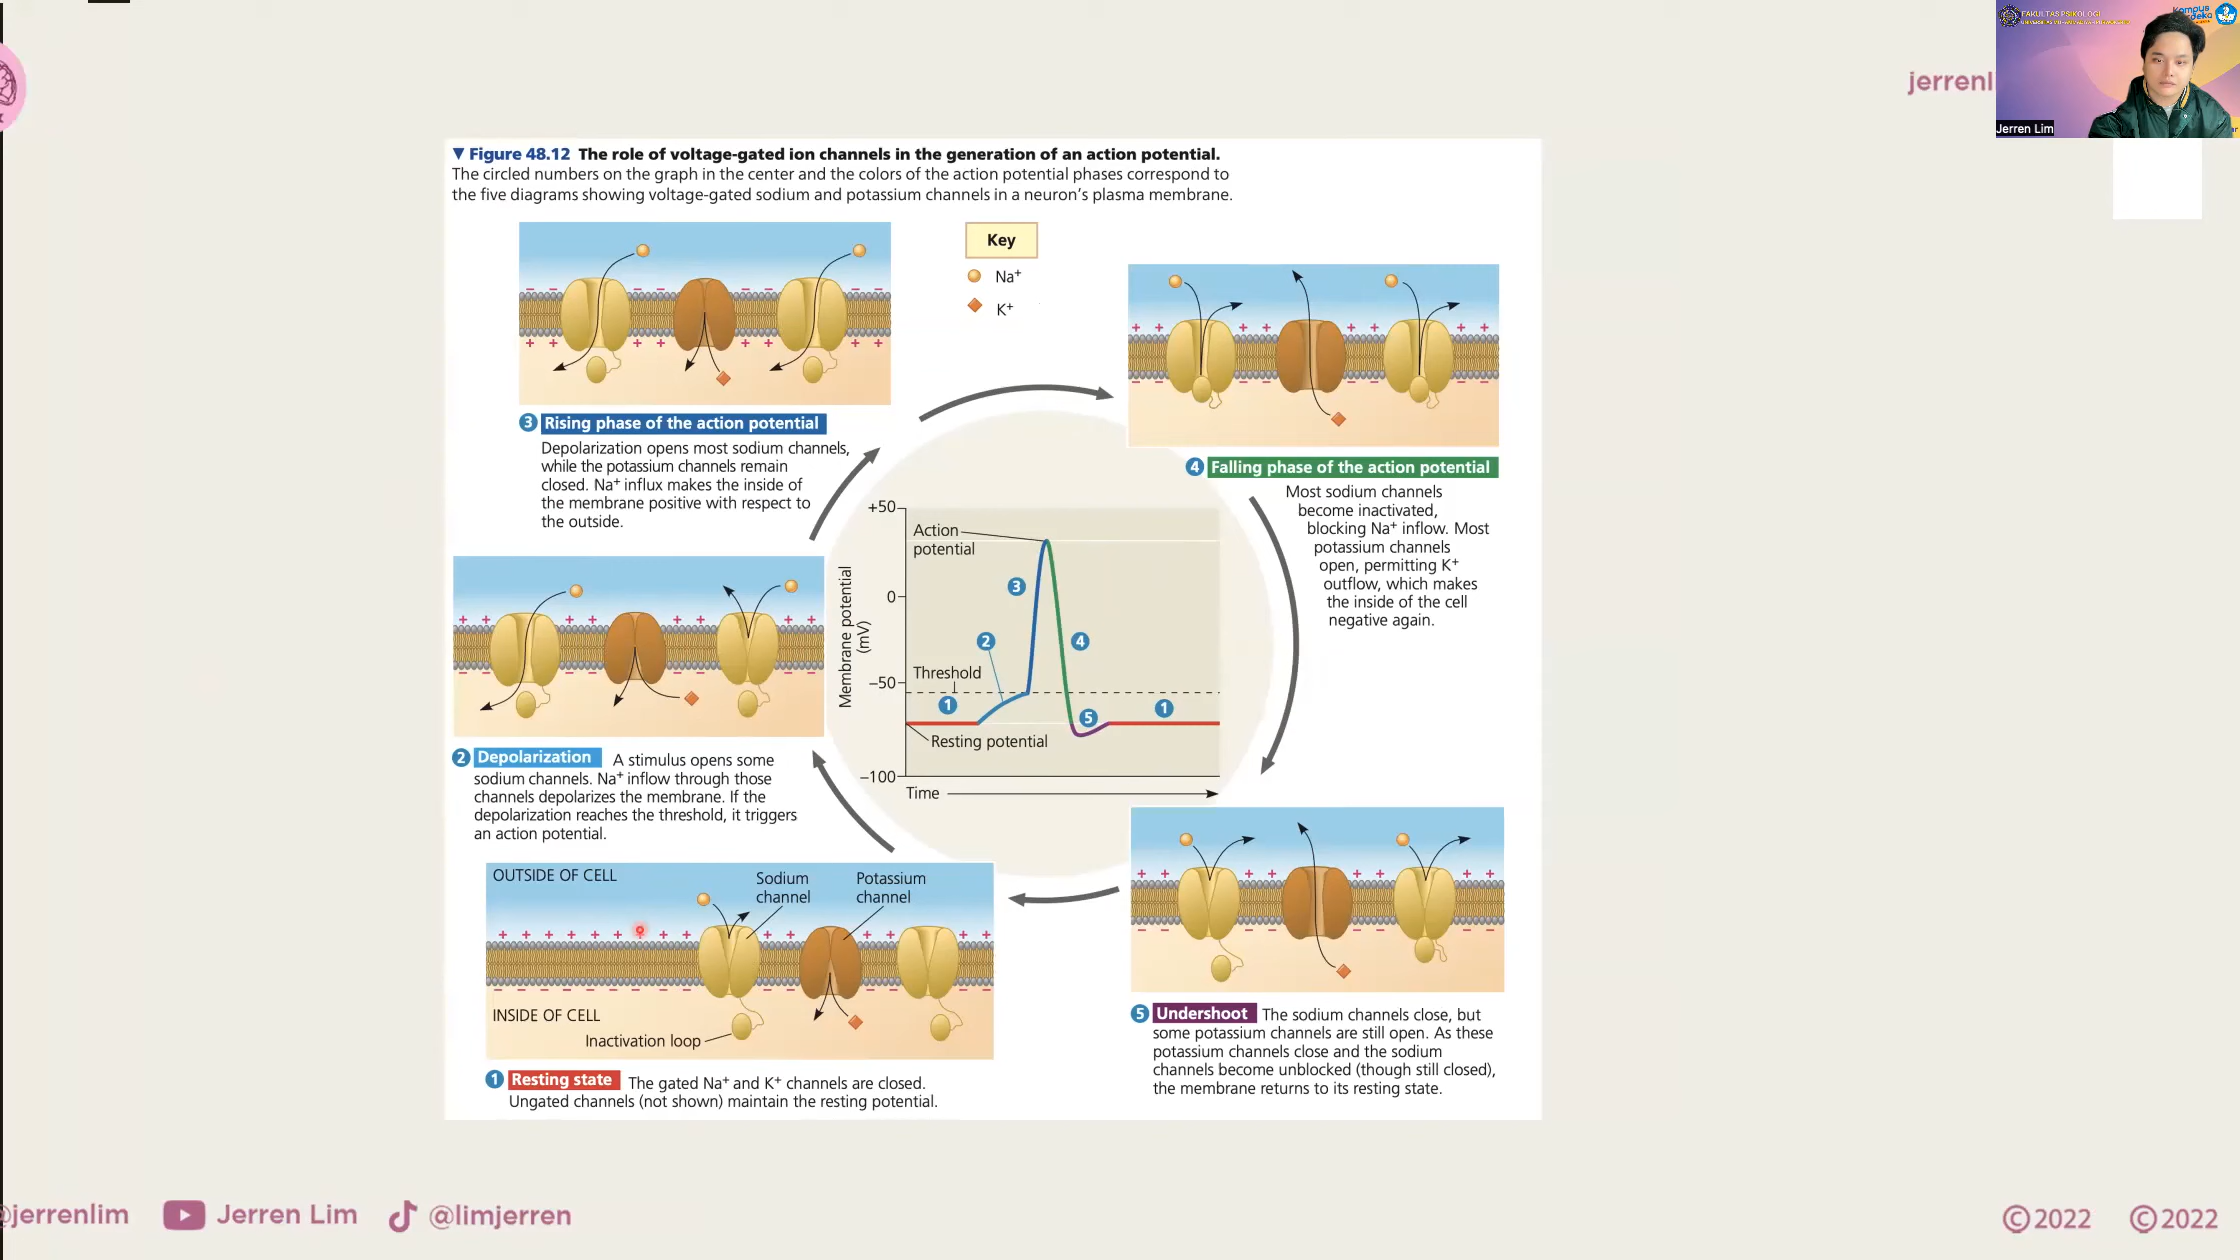 FAKULTAS PSIKOLOGI
Kampus
Jerren Lim
jerrenl
▼ Figure 48.12 The role of voltage-gated ion channels in the generation of an action potential.
The circled numbers on the graph in the center and the colors of the action potential phases correspond to
the five diagrams showing voltage-gated sodium and potassium channels in a neuron's plasma membrane.
Key
Na⁺
K⁺
3 Rising phase of the action potential
Depolarization opens most sodium channels,
while the potassium channels remain
closed. Na⁺ influx makes the inside of
the membrane positive with respect to
the outside.
4 Falling phase of the action potential
Most sodium channels
become inactivated,
blocking Na⁺ inflow. Most
potassium channels
open, permitting K⁺
outflow, which makes
the inside of the cell
negative again.
+50
Action
potential
3
0
2
4
Membrane potential
(mV)
Threshold
−50
1
5
1
Resting potential
−100
Time
2 Depolarization A stimulus opens some
sodium channels. Na⁺ inflow through those
channels depolarizes the membrane. If the
depolarization reaches the threshold, it triggers
an action potential.
OUTSIDE OF CELL
Sodium
channel
Potassium
channel
INSIDE OF CELL
Inactivation loop
1 Resting state The gated Na⁺ and K⁺ channels are closed.
Ungated channels (not shown) maintain the resting potential.
5 Undershoot The sodium channels close, but
some potassium channels are still open. As these
potassium channels close and the sodium
channels become unblocked (though still closed),
the membrane returns to its resting state.
@jerrenlim Jerren Lim @limjerren
©2022 ©2022